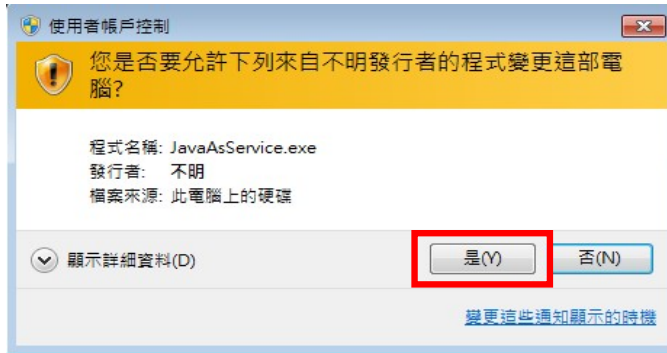 使用者帳戶控制
您是否要允許下列來自不明發行者的程式變更這部電
腦?
程式名稱: JavaAsService.exe
發行者: 不明
檔案來源: 此電腦上的硬碟
顯示詳細資料(D)
是(Y)
否(N)
變更這些通知顯示的時機